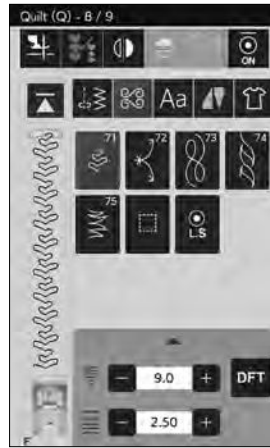 Quilt (Q) - 8 / 9
ON
Aa
71 72 73 74
75 L.S
− 9.0 + DFT
− 2.50 +
F